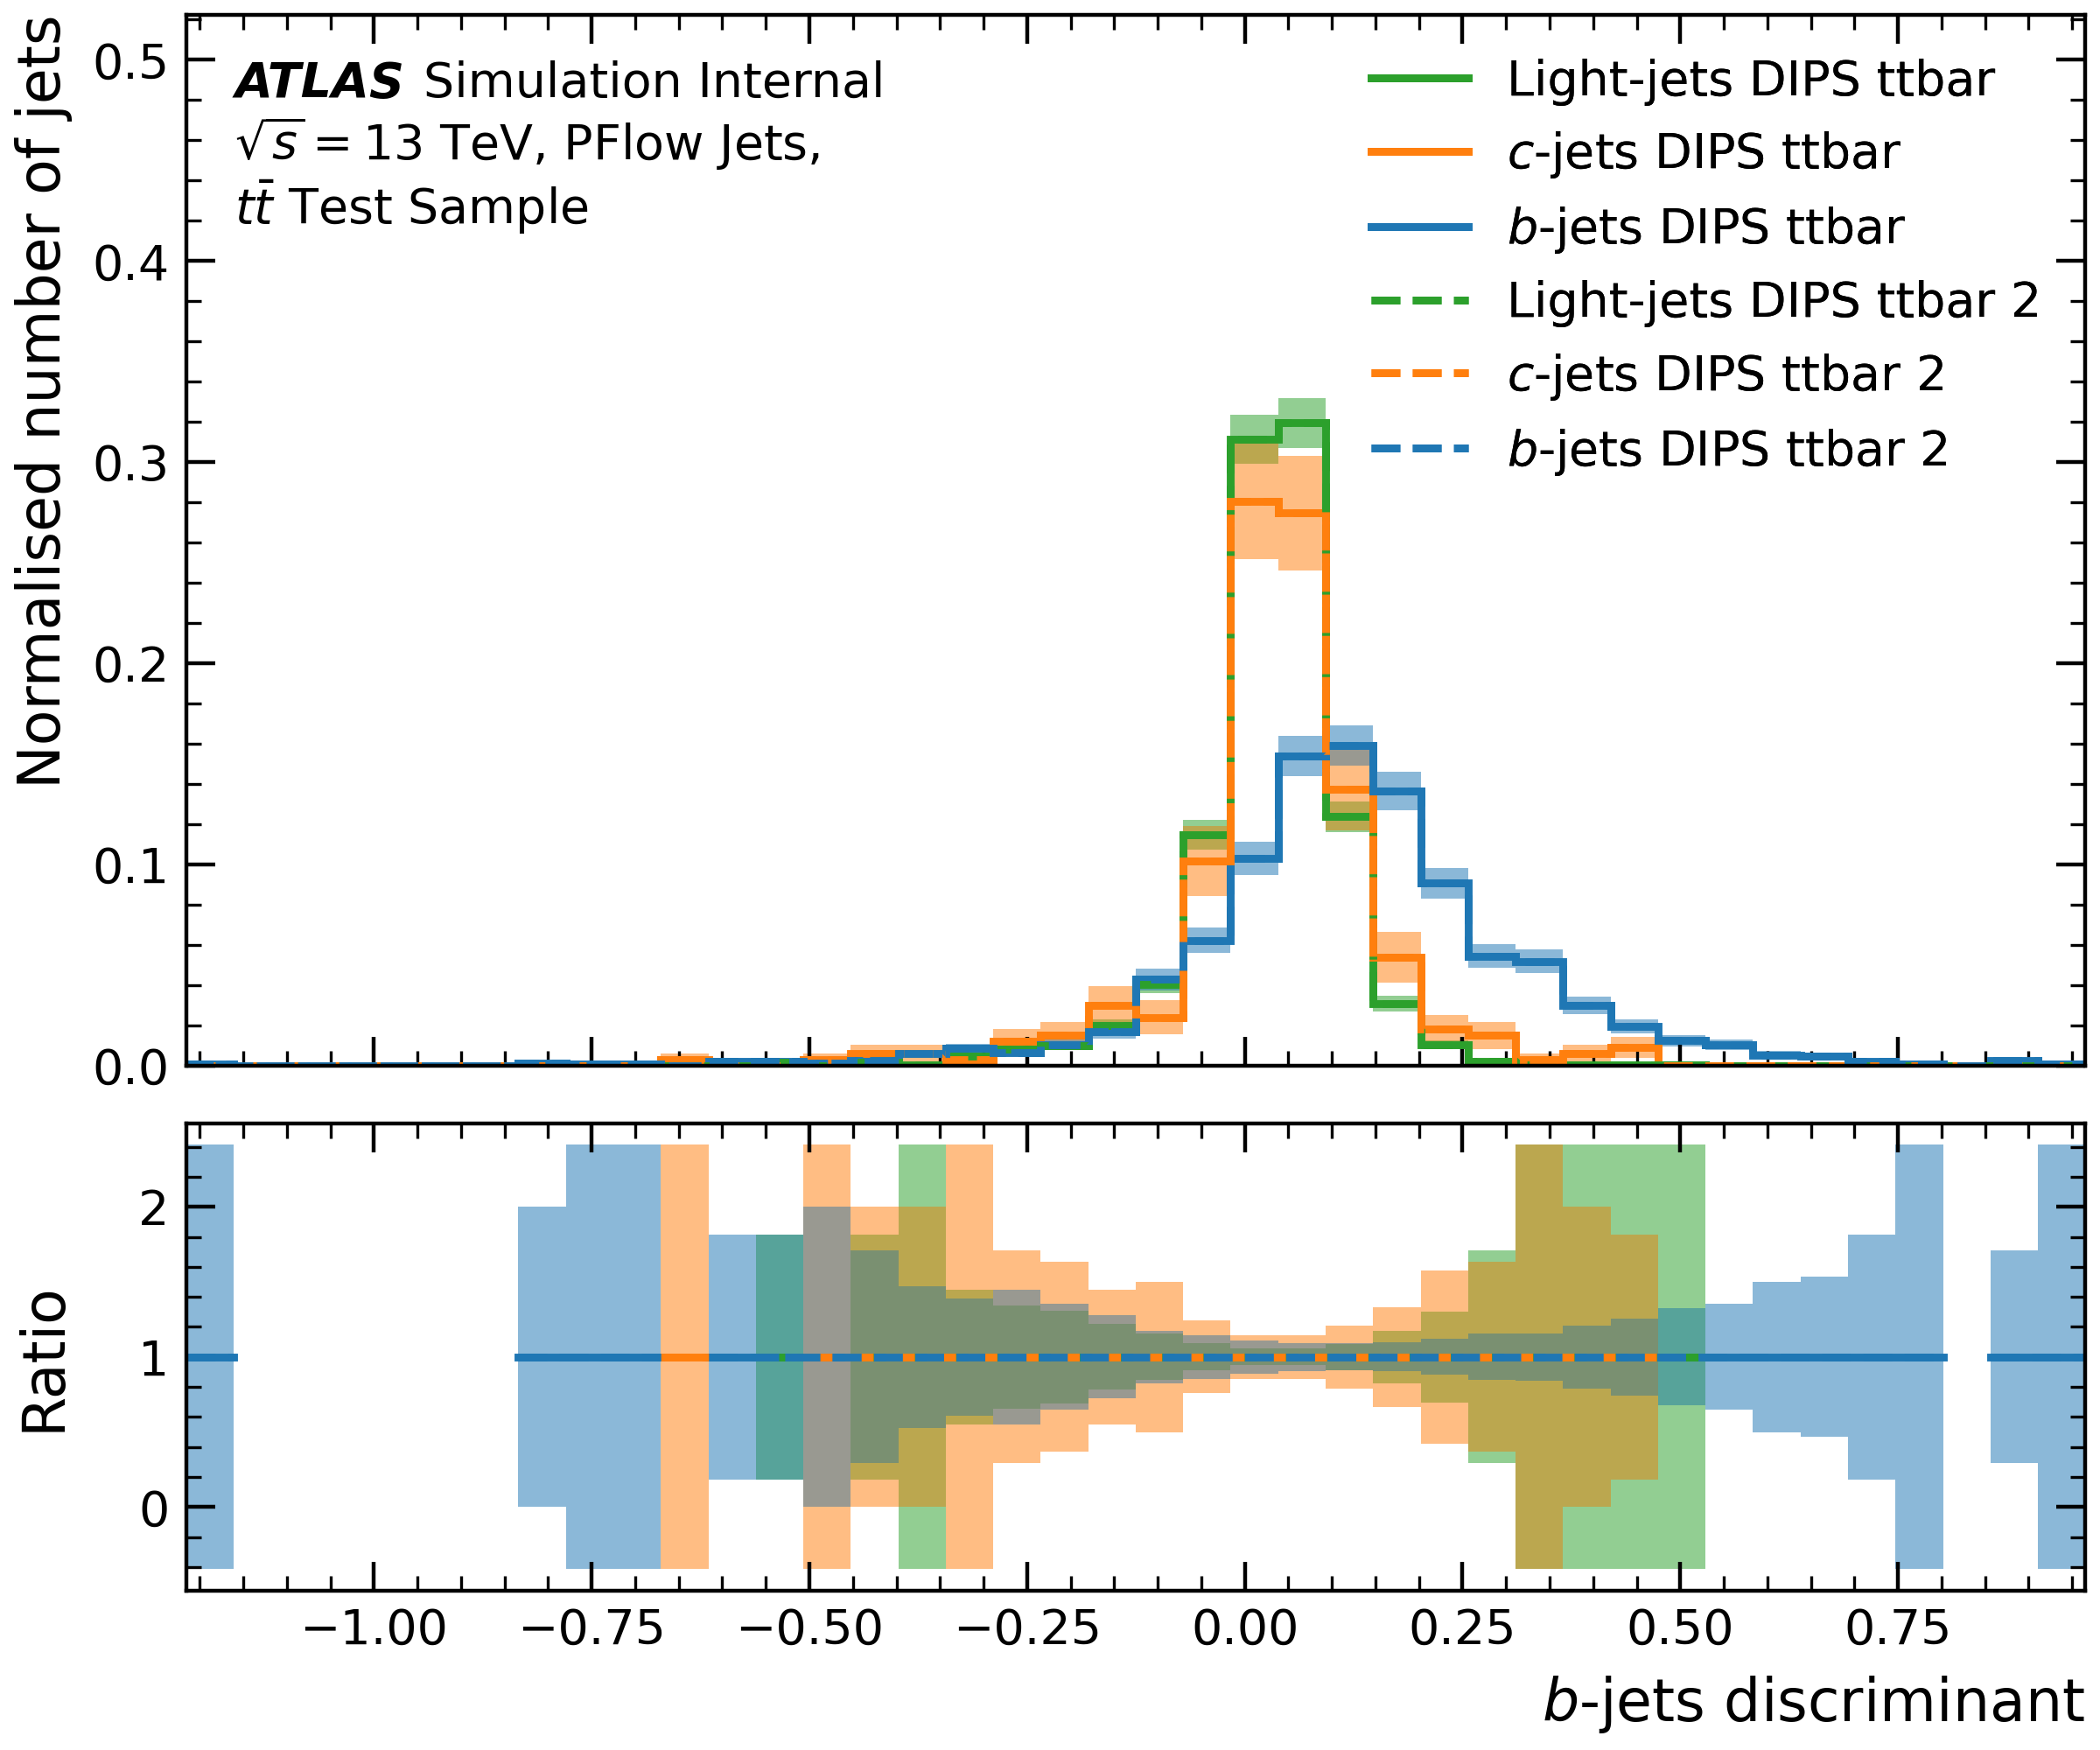 Normalised number of jets
0.5
0.4
0.3
0.2
0.1
0.0
ATLAS Simulation Internal
√s = 13 TeV, PFlow Jets,
tt̄ Test Sample
Light-jets DIPS ttbar
c-jets DIPS ttbar
b-jets DIPS ttbar
Light-jets DIPS ttbar 2
c-jets DIPS ttbar 2
b-jets DIPS ttbar 2
Ratio
2
1
0
−1.00 −0.75 −0.50 −0.25 0.00 0.25 0.50 0.75
b-jets discriminant